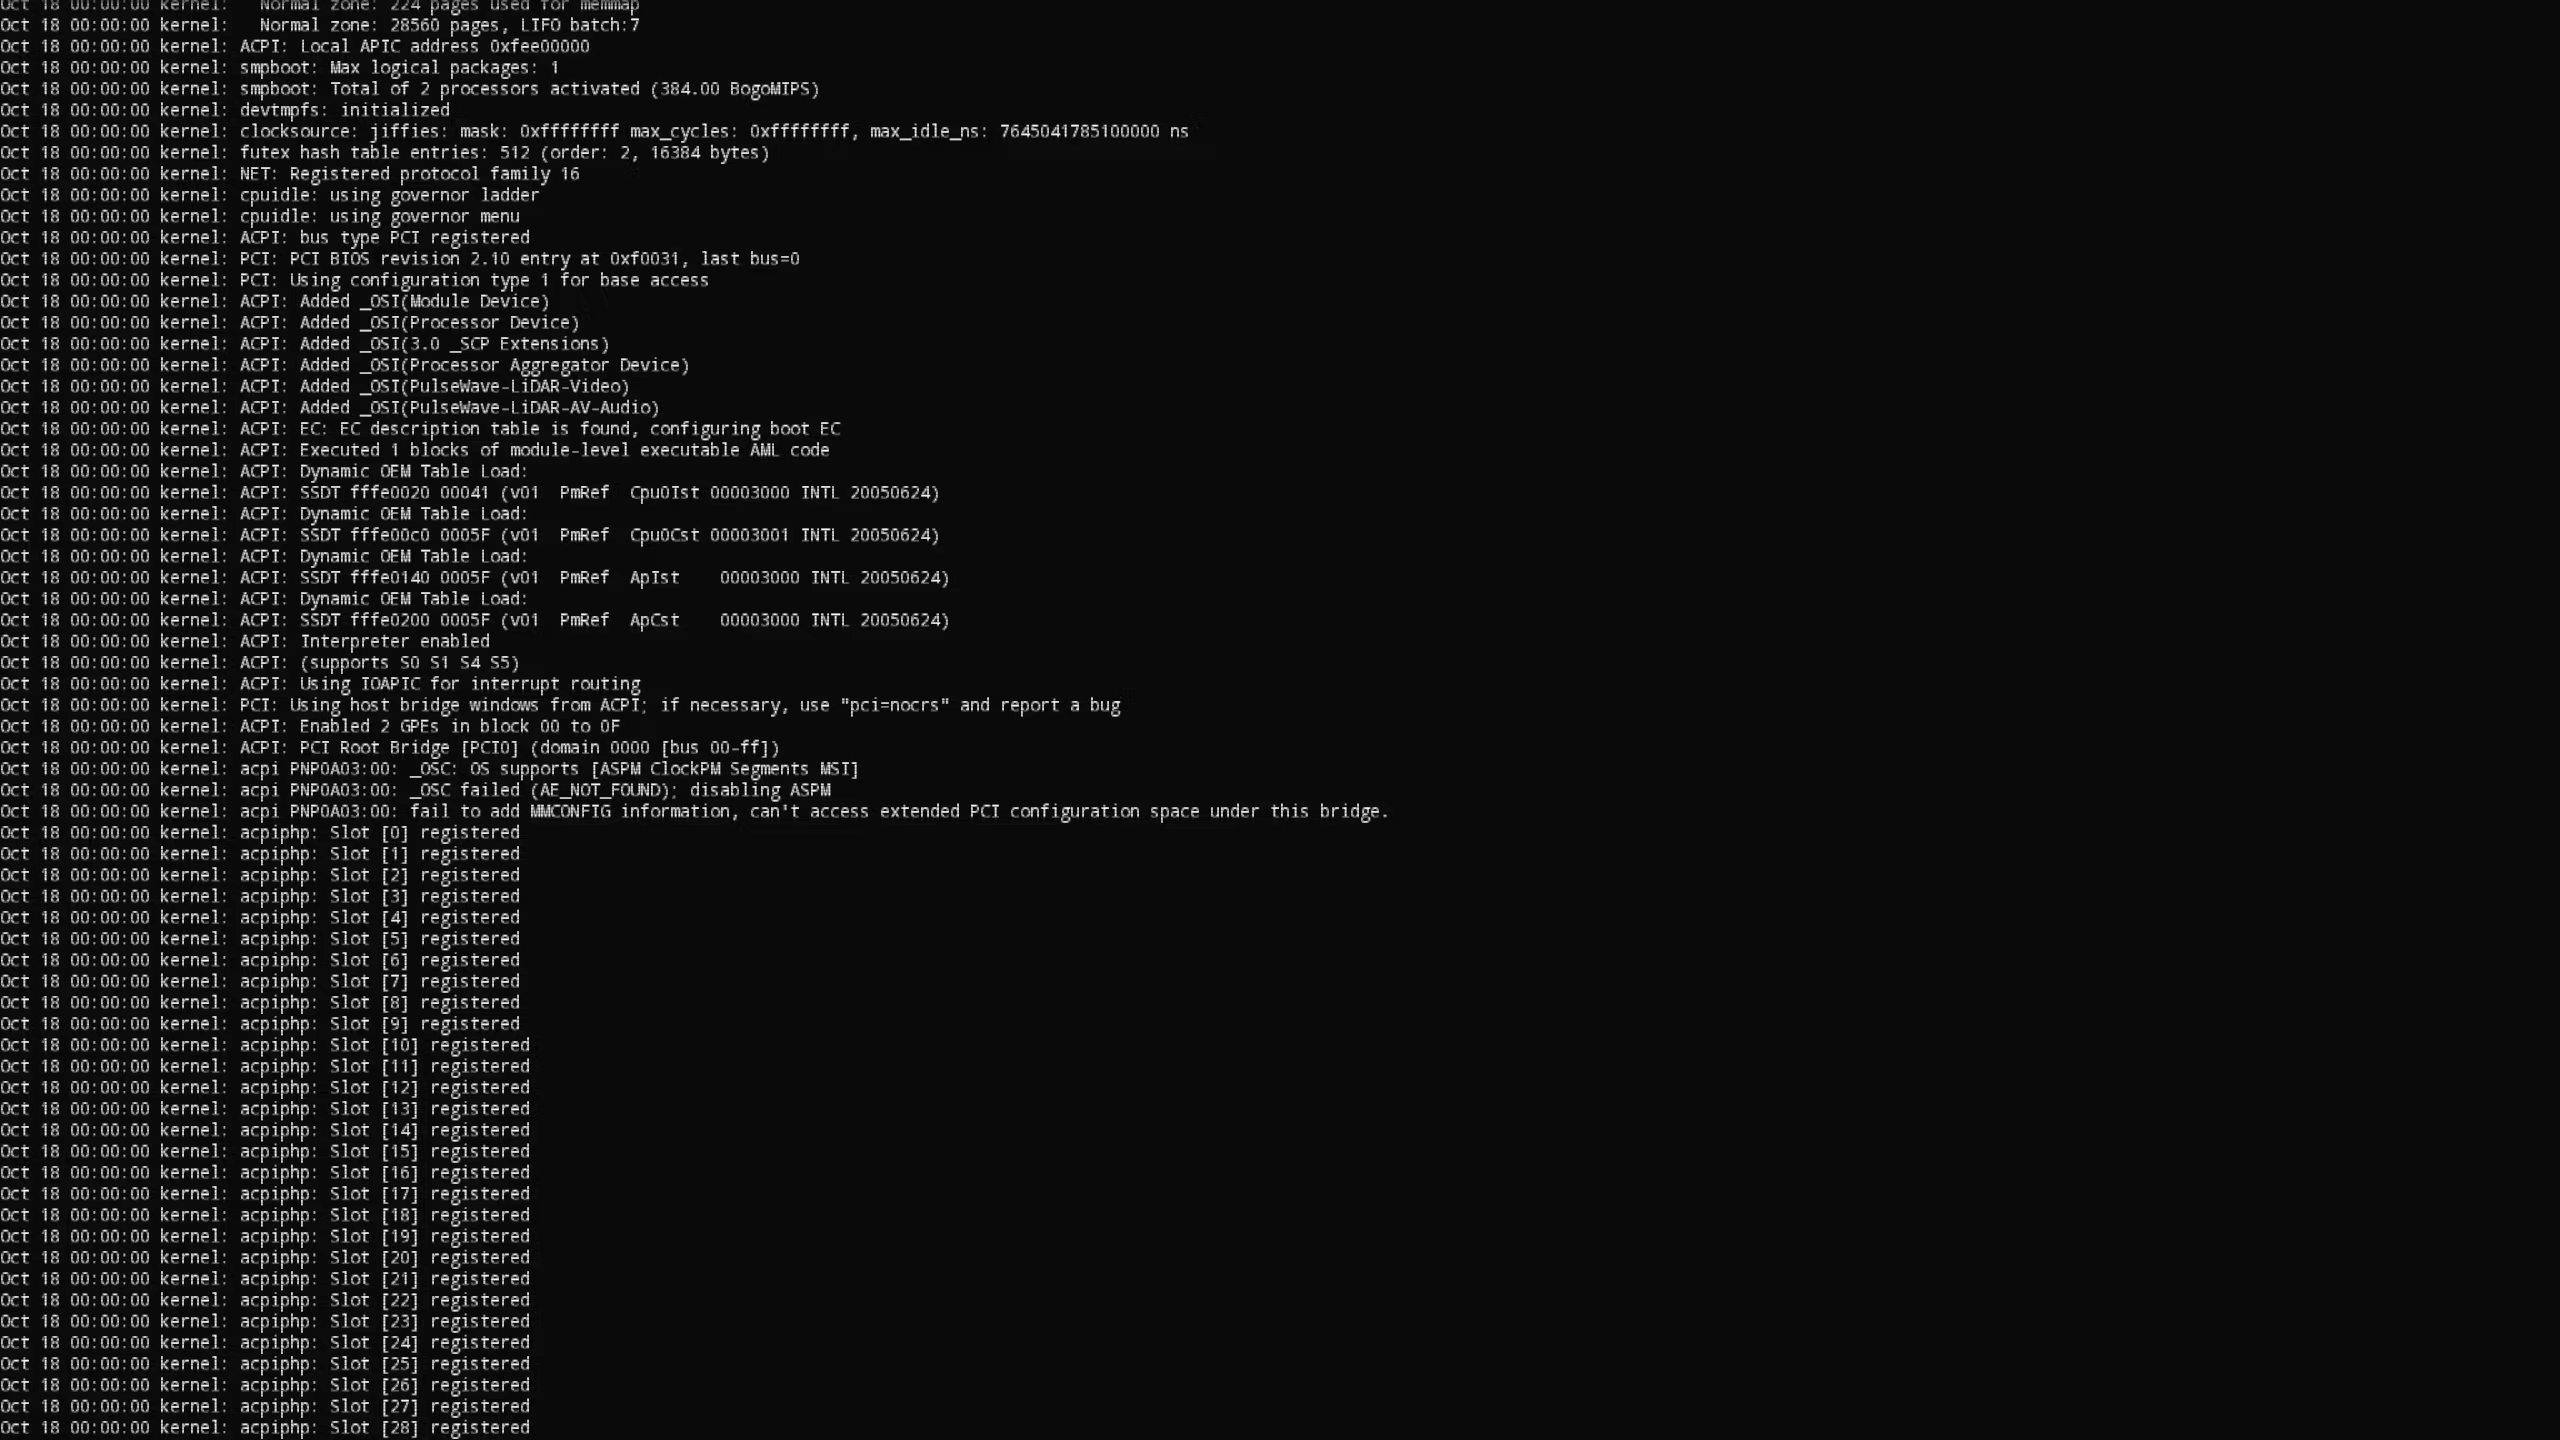 Oct 18 00:00:00 kernel:   Normal zone: 224 pages used for memmap
Oct 18 00:00:00 kernel:   Normal zone: 28560 pages, LIFO batch:7
Oct 18 00:00:00 kernel: ACPI: Local APIC address 0xfee00000
Oct 18 00:00:00 kernel: smpboot: Max logical packages: 1
Oct 18 00:00:00 kernel: smpboot: Total of 2 processors activated (384.00 BogoMIPS)
Oct 18 00:00:00 kernel: devtmpfs: initialized
Oct 18 00:00:00 kernel: clocksource: jiffies: mask: 0xffffffff max_cycles: 0xffffffff, max_idle_ns: 7645041785100000 ns
Oct 18 00:00:00 kernel: futex hash table entries: 512 (order: 2, 16384 bytes)
Oct 18 00:00:00 kernel: NET: Registered protocol family 16
Oct 18 00:00:00 kernel: cpuidle: using governor ladder
Oct 18 00:00:00 kernel: cpuidle: using governor menu
Oct 18 00:00:00 kernel: ACPI: bus type PCI registered
Oct 18 00:00:00 kernel: PCI: PCI BIOS revision 2.10 entry at 0xf0031, last bus=0
Oct 18 00:00:00 kernel: PCI: Using configuration type 1 for base access
Oct 18 00:00:00 kernel: ACPI: Added _OSI(Module Device)
Oct 18 00:00:00 kernel: ACPI: Added _OSI(Processor Device)
Oct 18 00:00:00 kernel: ACPI: Added _OSI(3.0 _SCP Extensions)
Oct 18 00:00:00 kernel: ACPI: Added _OSI(Processor Aggregator Device)
Oct 18 00:00:00 kernel: ACPI: Added _OSI(PulseWave-LiDAR-Video)
Oct 18 00:00:00 kernel: ACPI: Added _OSI(PulseWave-LiDAR-AV-Audio)
Oct 18 00:00:00 kernel: ACPI: EC: EC description table is found, configuring boot EC
Oct 18 00:00:00 kernel: ACPI: Executed 1 blocks of module-level executable AML code
Oct 18 00:00:00 kernel: ACPI: Dynamic OEM Table Load:
Oct 18 00:00:00 kernel: ACPI: SSDT fffe0020 00041 (v01  PmRef  Cpu0Ist 00003000 INTL 20050624)
Oct 18 00:00:00 kernel: ACPI: Dynamic OEM Table Load:
Oct 18 00:00:00 kernel: ACPI: SSDT fffe00c0 0005F (v01  PmRef  Cpu0Cst 00003001 INTL 20050624)
Oct 18 00:00:00 kernel: ACPI: Dynamic OEM Table Load:
Oct 18 00:00:00 kernel: ACPI: SSDT fffe0140 0005F (v01  PmRef  ApIst    00003000 INTL 20050624)
Oct 18 00:00:00 kernel: ACPI: Dynamic OEM Table Load:
Oct 18 00:00:00 kernel: ACPI: SSDT fffe0200 0005F (v01  PmRef  ApCst    00003000 INTL 20050624)
Oct 18 00:00:00 kernel: ACPI: Interpreter enabled
Oct 18 00:00:00 kernel: ACPI: (supports S0 S1 S4 S5)
Oct 18 00:00:00 kernel: ACPI: Using IOAPIC for interrupt routing
Oct 18 00:00:00 kernel: PCI: Using host bridge windows from ACPI; if necessary, use "pci=nocrs" and report a bug
Oct 18 00:00:00 kernel: ACPI: Enabled 2 GPEs in block 00 to 0F
Oct 18 00:00:00 kernel: ACPI: PCI Root Bridge [PCI0] (domain 0000 [bus 00-ff])
Oct 18 00:00:00 kernel: acpi PNP0A03:00: _OSC: OS supports [ASPM ClockPM Segments MSI]
Oct 18 00:00:00 kernel: acpi PNP0A03:00: _OSC failed (AE_NOT_FOUND); disabling ASPM
Oct 18 00:00:00 kernel: acpi PNP0A03:00: fail to add MMCONFIG information, can't access extended PCI configuration space under this bridge.
Oct 18 00:00:00 kernel: acpiphp: Slot [0] registered
Oct 18 00:00:00 kernel: acpiphp: Slot [1] registered
Oct 18 00:00:00 kernel: acpiphp: Slot [2] registered
Oct 18 00:00:00 kernel: acpiphp: Slot [3] registered
Oct 18 00:00:00 kernel: acpiphp: Slot [4] registered
Oct 18 00:00:00 kernel: acpiphp: Slot [5] registered
Oct 18 00:00:00 kernel: acpiphp: Slot [6] registered
Oct 18 00:00:00 kernel: acpiphp: Slot [7] registered
Oct 18 00:00:00 kernel: acpiphp: Slot [8] registered
Oct 18 00:00:00 kernel: acpiphp: Slot [9] registered
Oct 18 00:00:00 kernel: acpiphp: Slot [10] registered
Oct 18 00:00:00 kernel: acpiphp: Slot [11] registered
Oct 18 00:00:00 kernel: acpiphp: Slot [12] registered
Oct 18 00:00:00 kernel: acpiphp: Slot [13] registered
Oct 18 00:00:00 kernel: acpiphp: Slot [14] registered
Oct 18 00:00:00 kernel: acpiphp: Slot [15] registered
Oct 18 00:00:00 kernel: acpiphp: Slot [16] registered
Oct 18 00:00:00 kernel: acpiphp: Slot [17] registered
Oct 18 00:00:00 kernel: acpiphp: Slot [18] registered
Oct 18 00:00:00 kernel: acpiphp: Slot [19] registered
Oct 18 00:00:00 kernel: acpiphp: Slot [20] registered
Oct 18 00:00:00 kernel: acpiphp: Slot [21] registered
Oct 18 00:00:00 kernel: acpiphp: Slot [22] registered
Oct 18 00:00:00 kernel: acpiphp: Slot [23] registered
Oct 18 00:00:00 kernel: acpiphp: Slot [24] registered
Oct 18 00:00:00 kernel: acpiphp: Slot [25] registered
Oct 18 00:00:00 kernel: acpiphp: Slot [26] registered
Oct 18 00:00:00 kernel: acpiphp: Slot [27] registered
Oct 18 00:00:00 kernel: acpiphp: Slot [28] registered